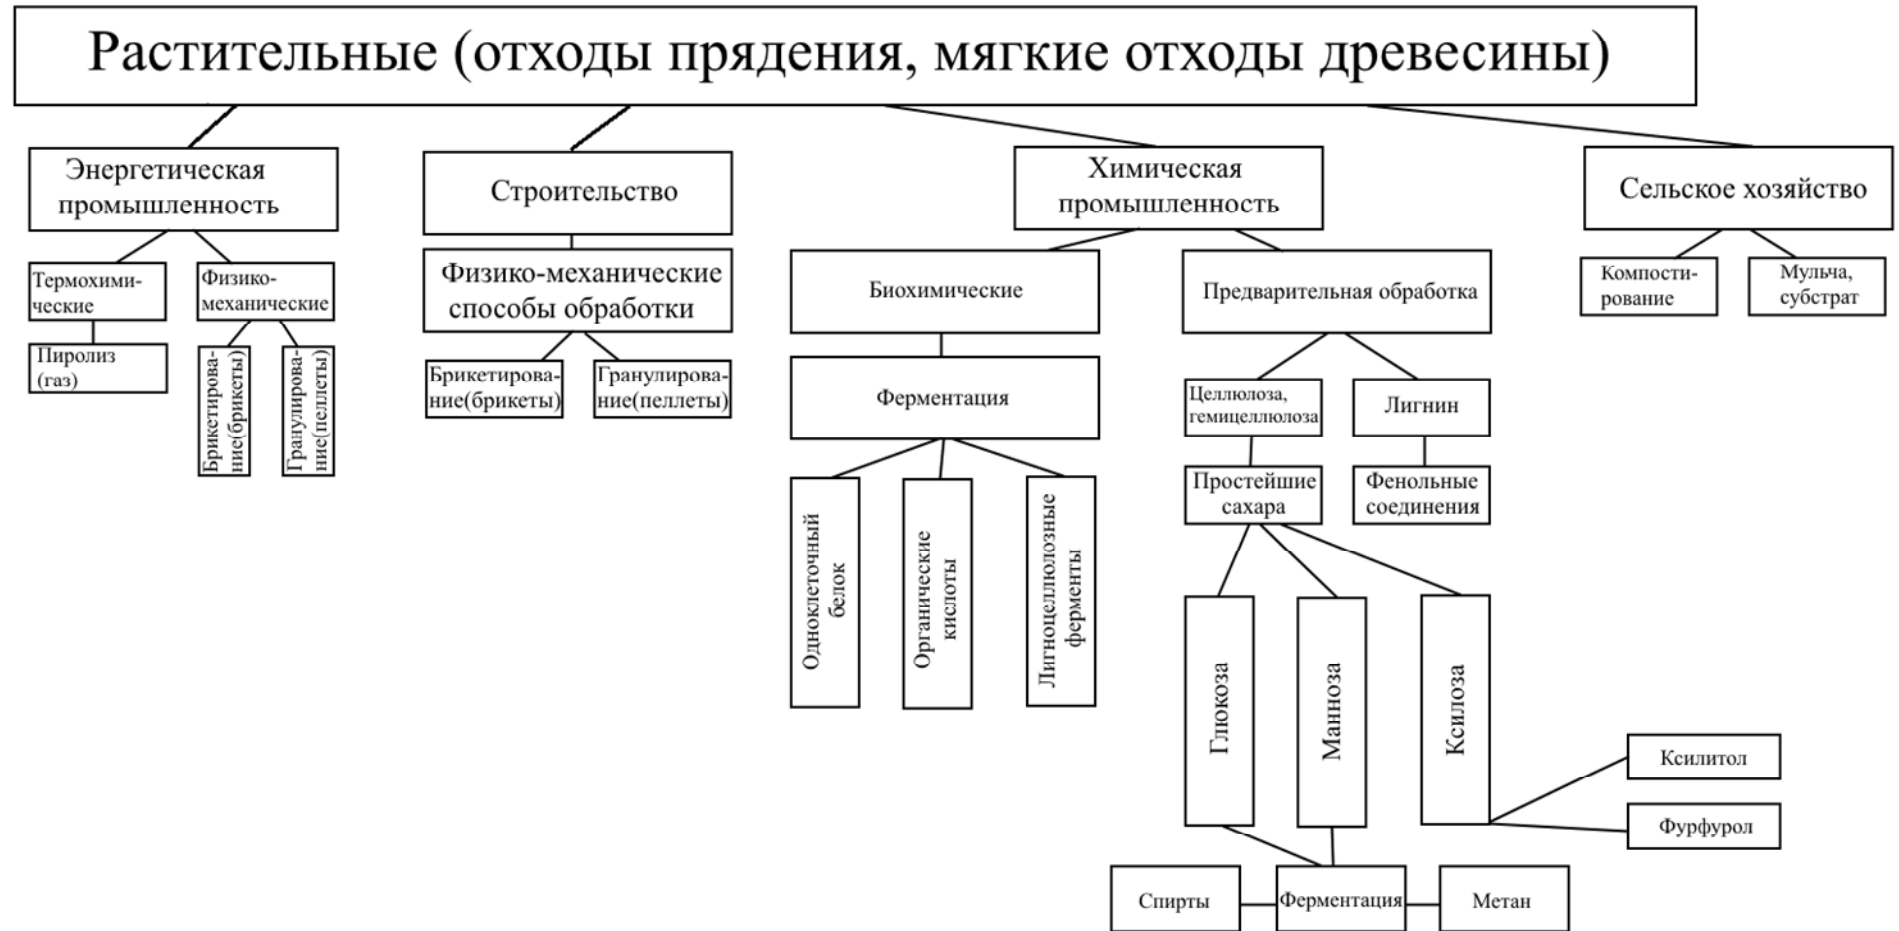 Растительные (отходы прядения, мягкие отходы древесины)
Энергетическая
промышленность
Термохими-
ческие
Пиролиз
(газ)
Физико-
механические
Брикетирова-
ние(брикеты)
Гранулирова-
ние(пеллеты)
Строительство
Физико-механические
способы обработки
Брикетирова-
ние(брикеты)
Гранулирова-
ние(пеллеты)
Химическая
промышленность
Биохимические
Ферментация
Одноклеточный
белок
Органические
кислоты
Лигноцеллюлозные
ферменты
Предварительная обработка
Целлюлоза,
гемицеллюлоза
Лигнин
Простейшие
сахара
Фенольные
соединения
Глюкоза
Манноза
Ксилоза
Ксилитол
Фурфурол
Спирты
Ферментация
Метан
Сельское хозяйство
Компости-
рование
Мульча,
субстрат